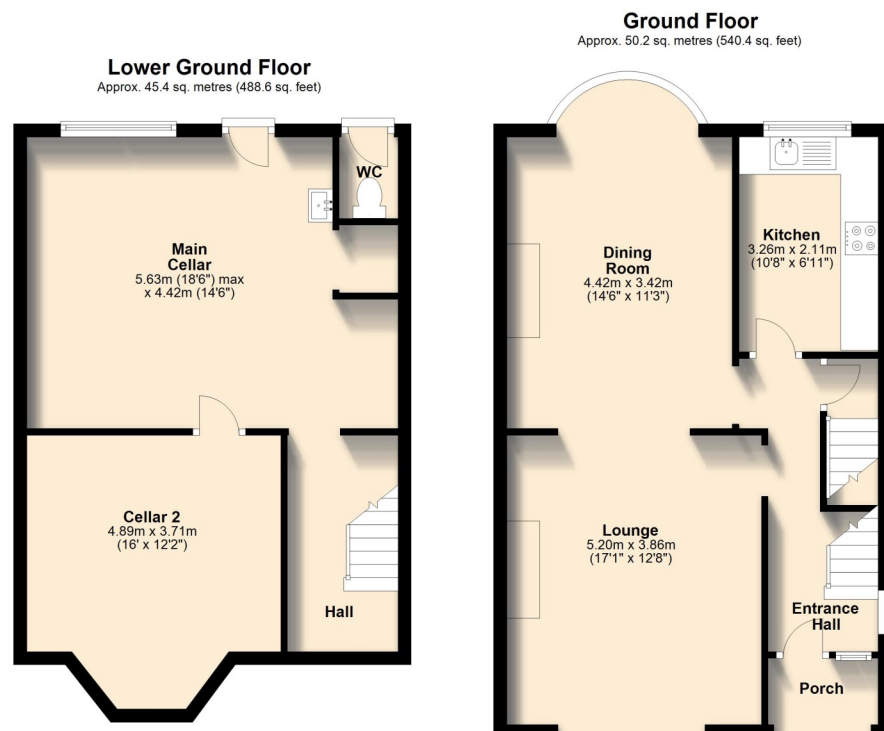 Lower Ground Floor
Approx. 45.4 sq. metres (488.6 sq. feet)
WC
Main
Cellar
5.63m (18'6") max
x 4.42m (14'6")
Cellar 2
4.89m x 3.71m
(16' x 12'2")
Hall
Ground Floor
Approx. 50.2 sq. metres (540.4 sq. feet)
Kitchen
3.26m x 2.11m
(10'8" x 6'11")
Dining
Room
4.42m x 3.42m
(14'6" x 11'3")
Lounge
5.20m x 3.86m
(17'1" x 12'8")
Entrance
Hall
Porch